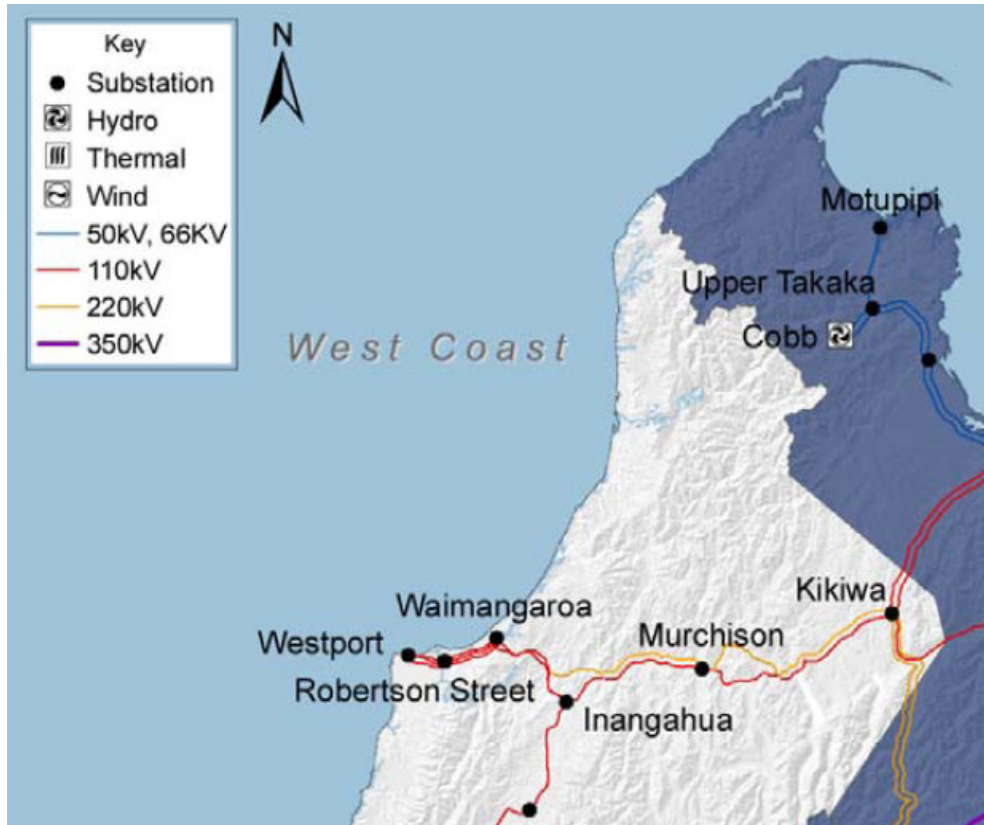 Key
Substation
Hydro
Thermal
Wind
50kV, 66KV
110kV
220kV
350kV
N
West Coast
Motupipi
Upper Takaka
Cobb
Kikiwa
Waimangaroa
Westport
Murchison
Robertson Street
Inangahua